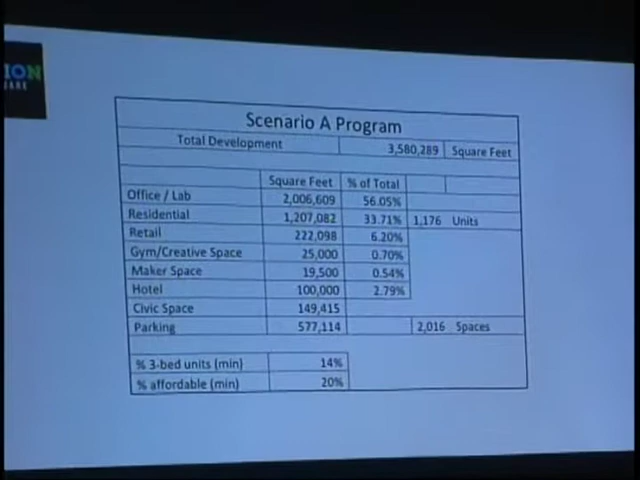 ION
Scenario A Program
Total Development 3,580,289 Square Feet
Square Feet % of Total
Office / Lab 2,006,609 56.05%
Residential 1,207,082 33.71% 1,176 Units
Retail 222,098 6.20%
Gym/Creative Space 25,000 0.70%
Maker Space 19,500 0.54%
Hotel 100,000 2.79%
Civic Space 149,415
Parking 577,114 2,016 Spaces
% 3-bed units (min) 14%
% affordable (min) 20%